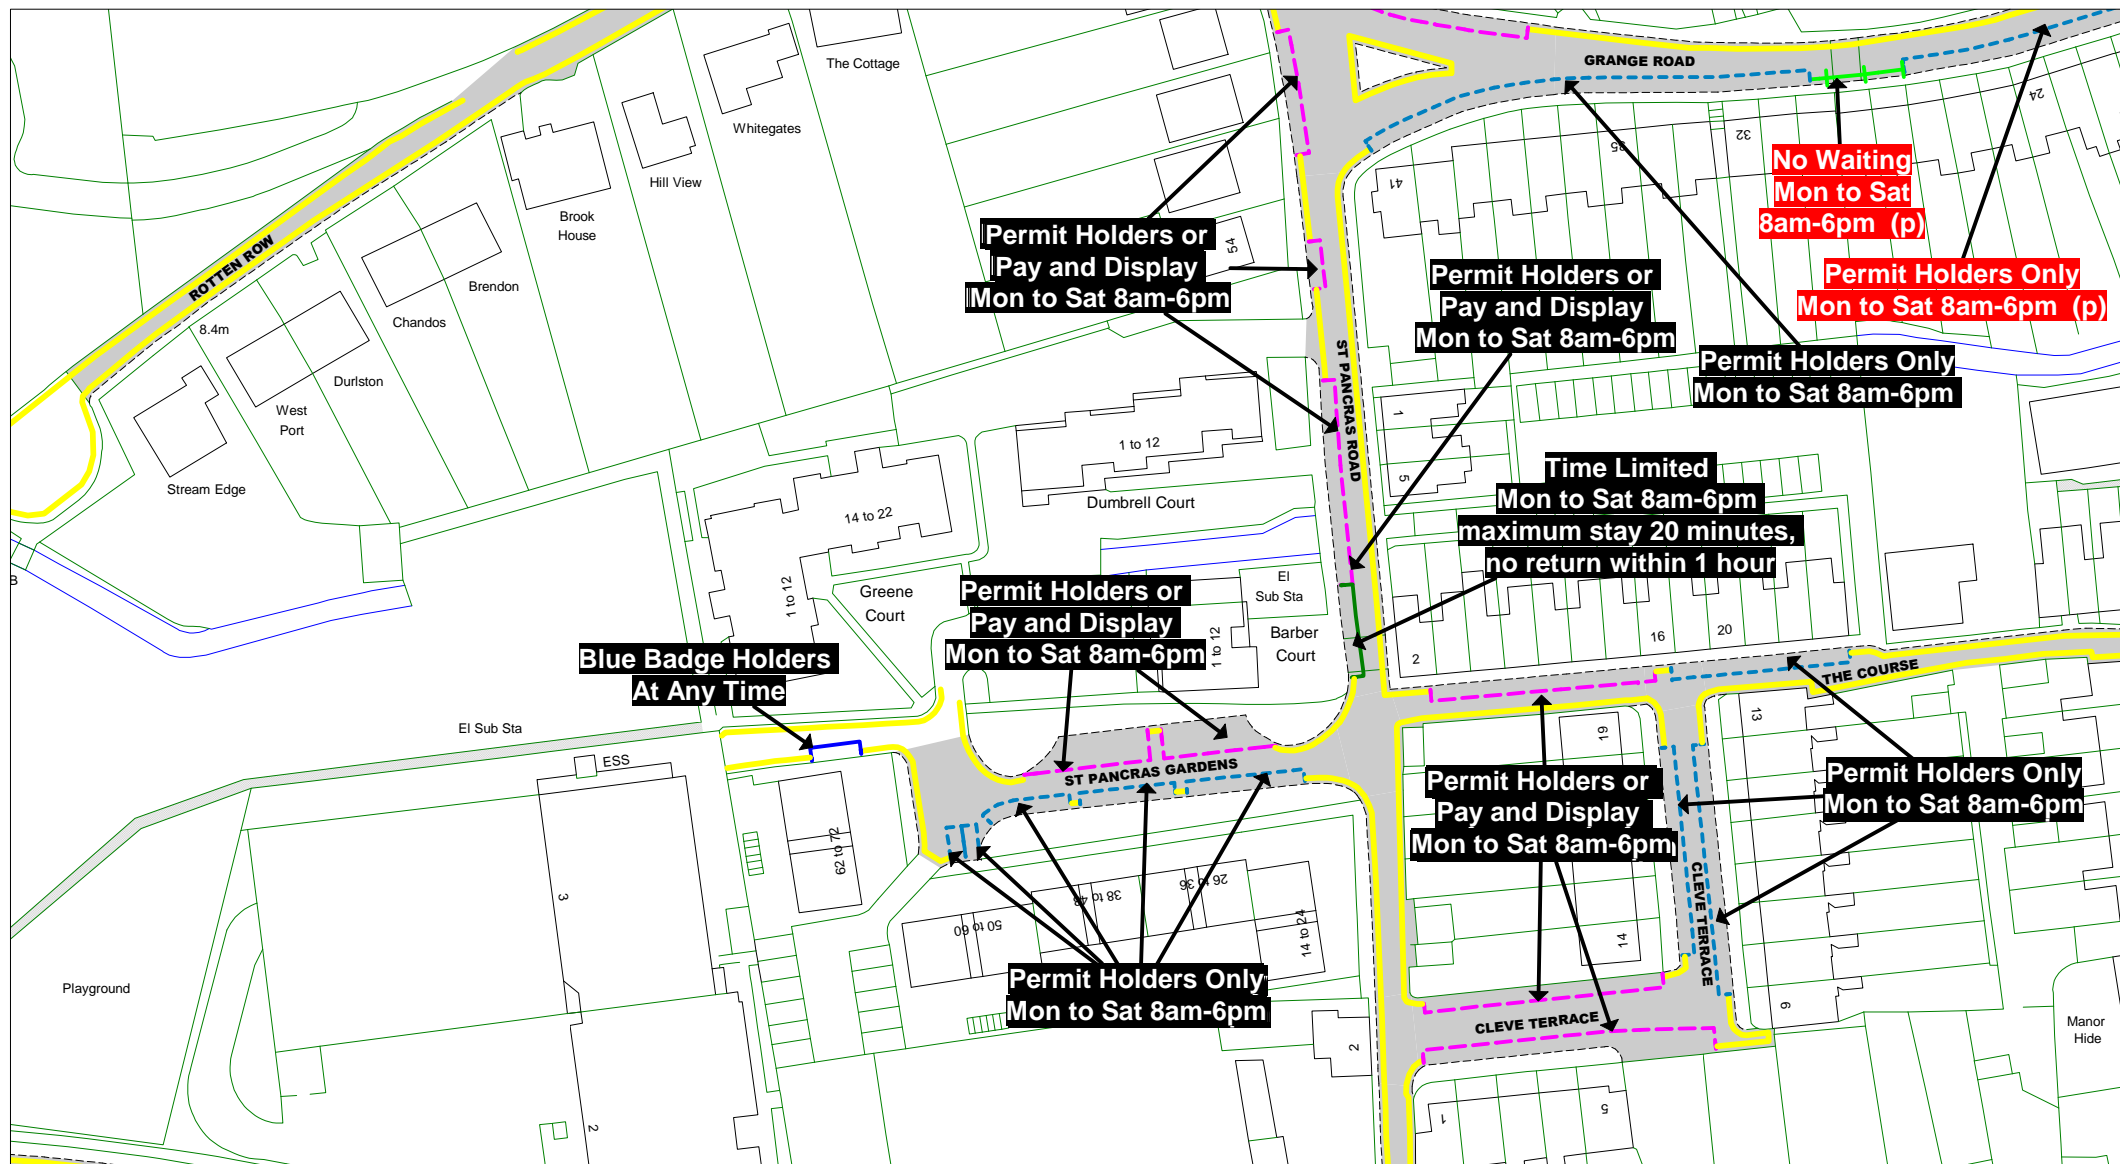 The Cottage
Whitegates
Hill View
Brook
House
Brendon
Chandos
Durlston
West
Port
Stream Edge
8.4m
ROTTEN ROW
GRANGE ROAD
24
32
35
41
54
No Waiting
Mon to Sat
8am-6pm (p)
Permit Holders Only
Mon to Sat 8am-6pm (p)
Permit Holders or
Pay and Display
Mon to Sat 8am-6pm
Permit Holders or
Pay and Display
Mon to Sat 8am-6pm
Permit Holders Only
Mon to Sat 8am-6pm
ST PANCRAS ROAD
1
5
1 to 12
Dumbrell Court
14 to 22
1 to 12
Greene
Court
Time Limited
Mon to Sat 8am-6pm
maximum stay 20 minutes,
no return within 1 hour
El
Sub Sta
Barber
Court
1 to 12
Permit Holders or
Pay and Display
Mon to Sat 8am-6pm
Blue Badge Holders
At Any Time
B
2
16
20
THE COURSE
El Sub Sta
ESS
ST PANCRAS GARDENS
19
13
Permit Holders or
Pay and Display
Mon to Sat 8am-6pm
Permit Holders Only
Mon to Sat 8am-6pm
62 to 72
3
50 to 60
38 to 48
26 to 36
14 to 24
14
CLEVE TERRACE
Permit Holders Only
Mon to Sat 8am-6pm
Playground
CLEVE TERRACE
9
Manor
Hide
2
2
1
5